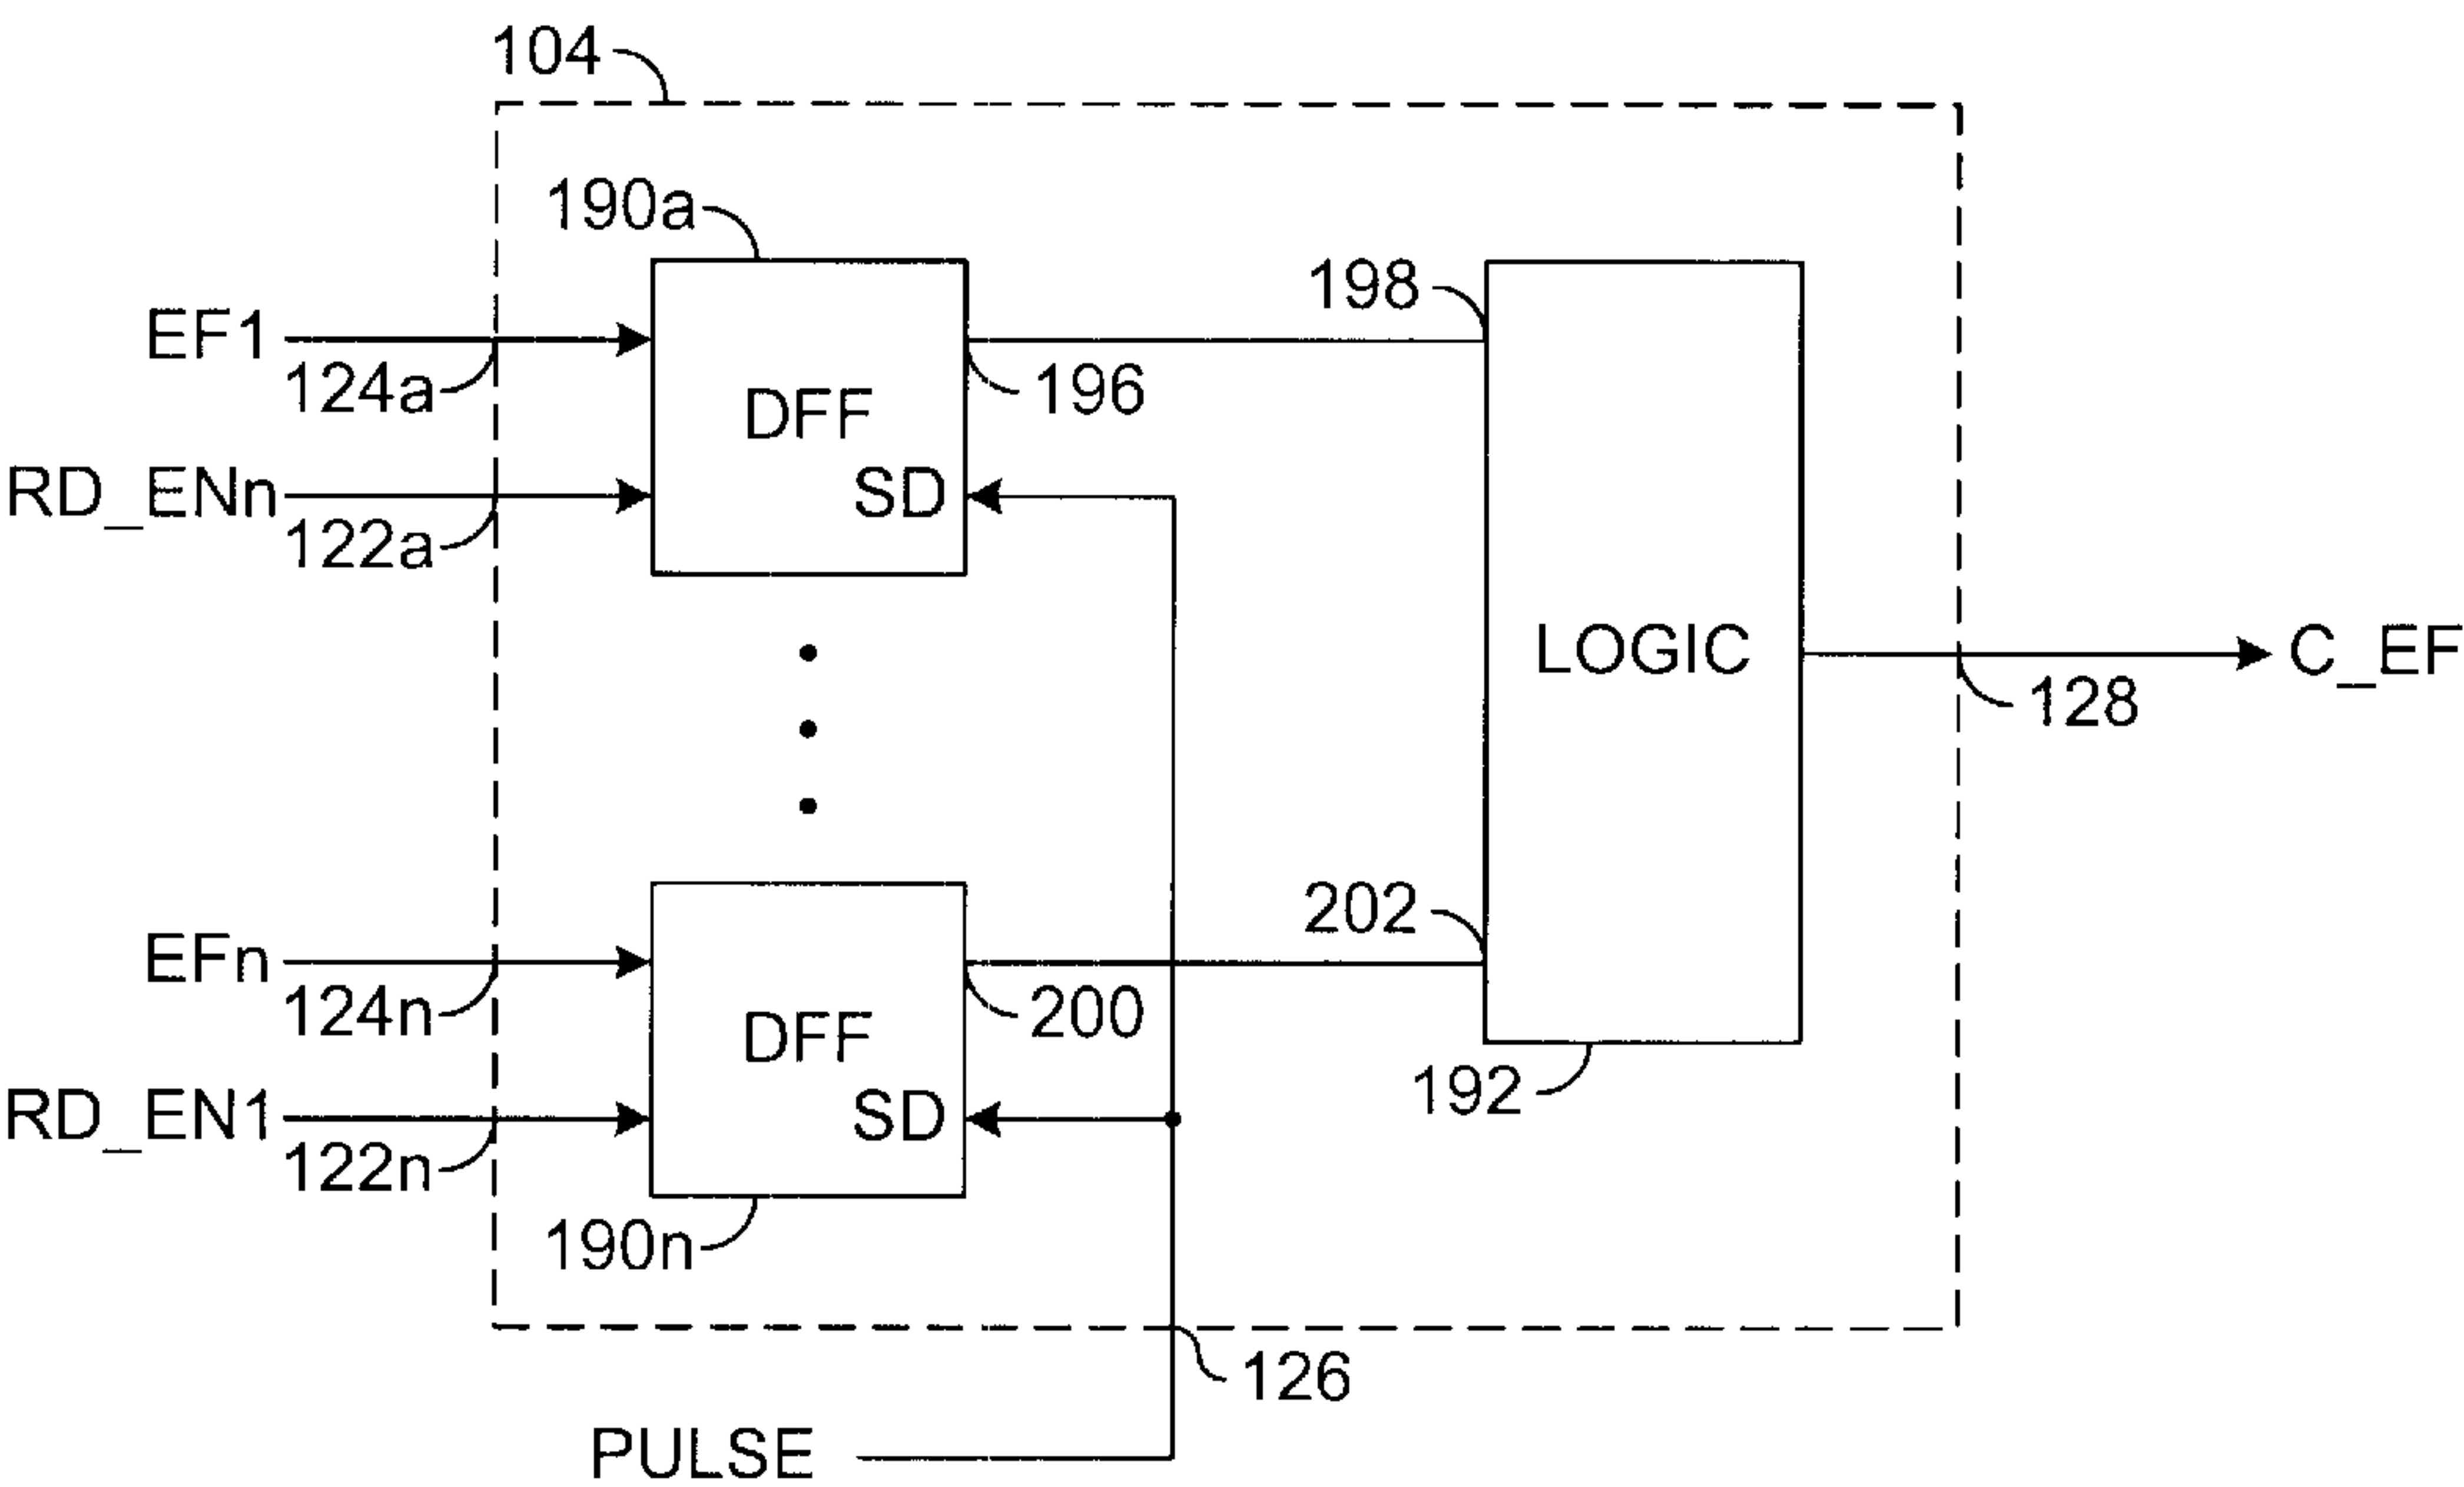 104
190a
EF1
124a
DFF
196
198
RD_ENn
122a
SD
LOGIC
C_EF
128
EFn
124n
DFF
200
202
RD_EN1
122n
SD
192
190n
126
PULSE